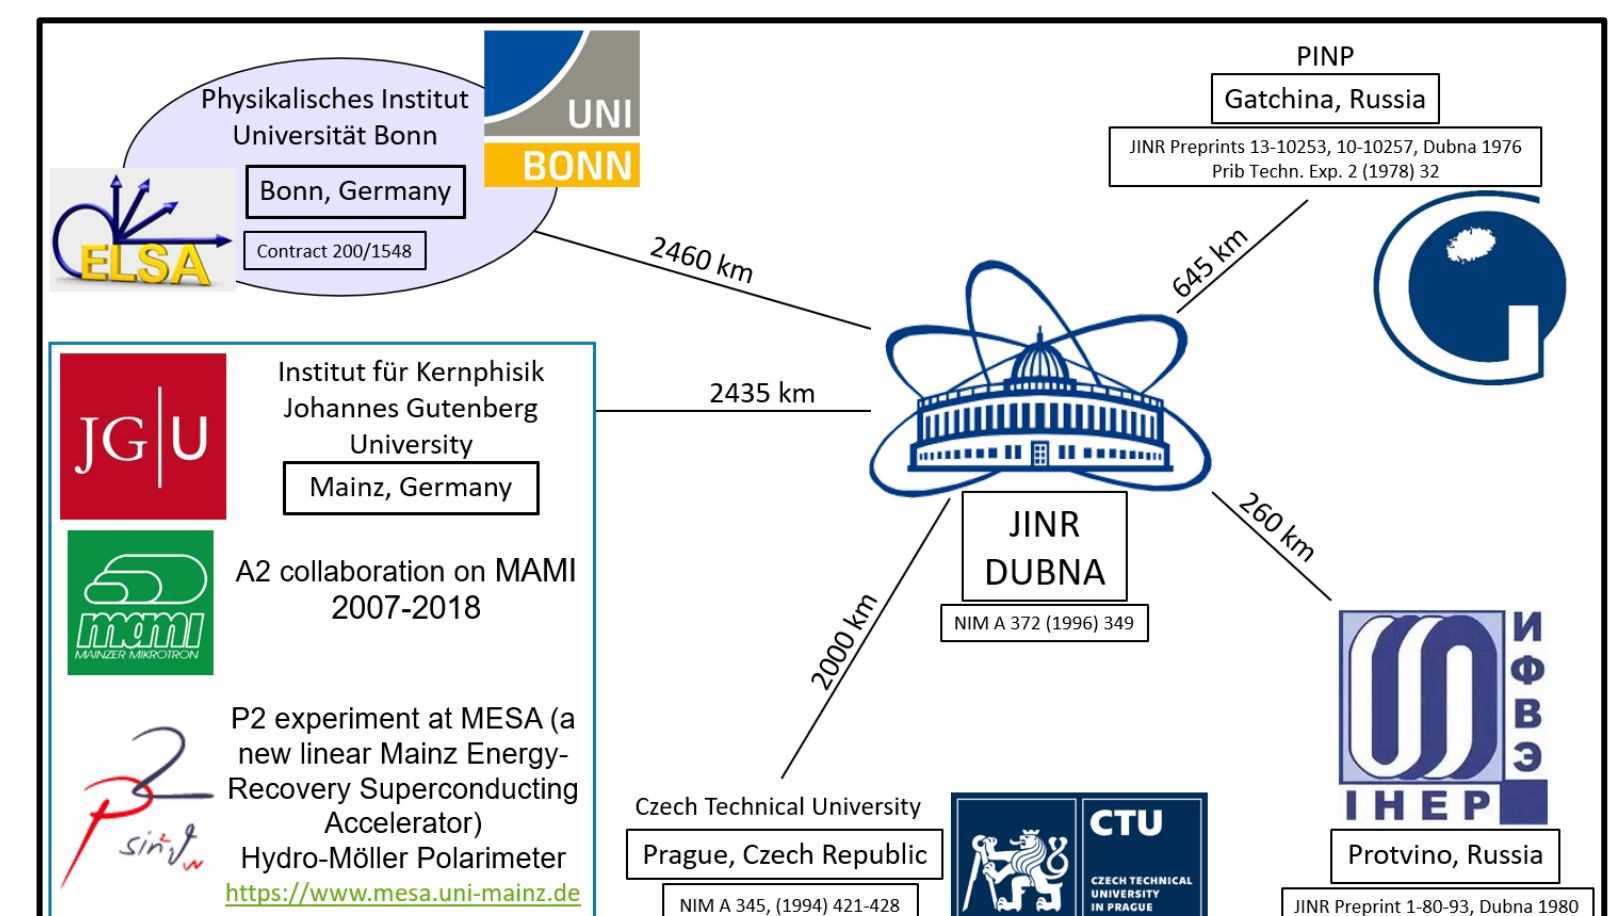 Physikalisches Institut
Universität Bonn
UNI
BONN
Bonn, Germany
Contract 200/1548
ELSA
2460 km
PINP
Gatchina, Russia
JINR Preprints 13-10253, 10-10257, Dubna 1976
Prib Techn. Exp. 2 (1978) 32
645 km
G
JG|U
Institut für Kernphisik
Johannes Gutenberg
University
Mainz, Germany
2435 km
mami
MAINZER MIKROTRON
A2 collaboration on MAMI
2007-2018
JINR
DUBNA
NIM A 372 (1996) 349
260 km
2000 km
ИФВЭ
IHEP
Protvino, Russia
JINR Preprint 1-80-93, Dubna 1980
P2
P2 experiment at MESA (a
new linear Mainz Energy-
Recovery Superconducting
Accelerator)
Hydro-Möller Polarimeter
https://www.mesa.uni-mainz.de
Czech Technical University
Prague, Czech Republic
NIM A 345, (1994) 421-428
CTU
CZECH TECHNICAL
UNIVERSITY
IN PRAGUE